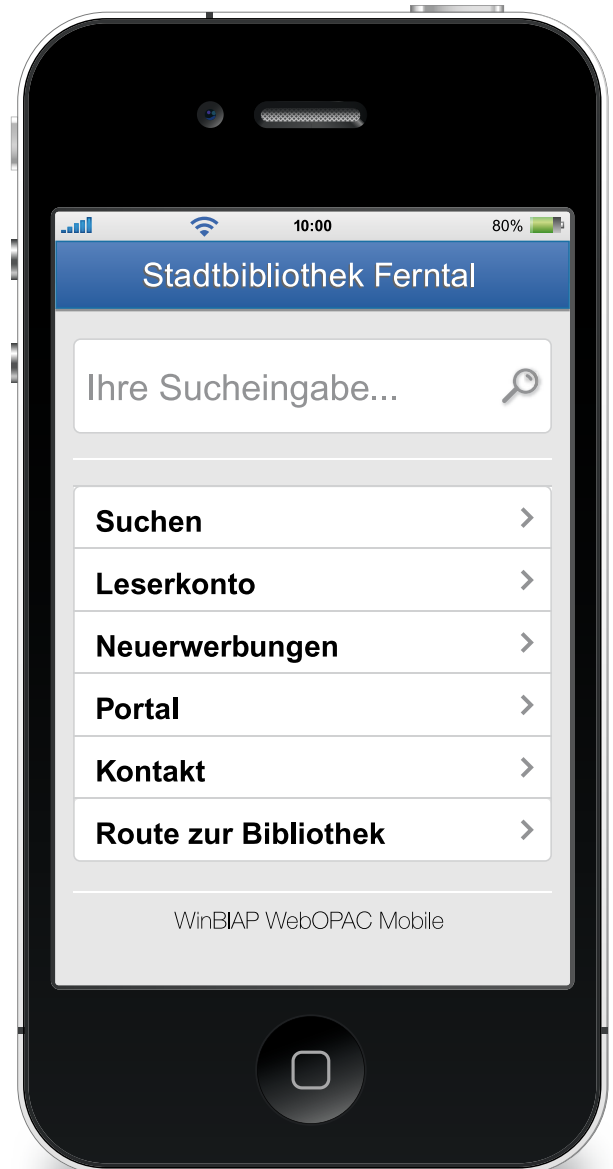 10:00
80%
Stadtbibliothek Ferntal
Ihre Sucheingabe...
Suchen
Leserkonto
Neuerwerbungen
Portal
Kontakt
Route zur Bibliothek
WinBIAP WebOPAC Mobile